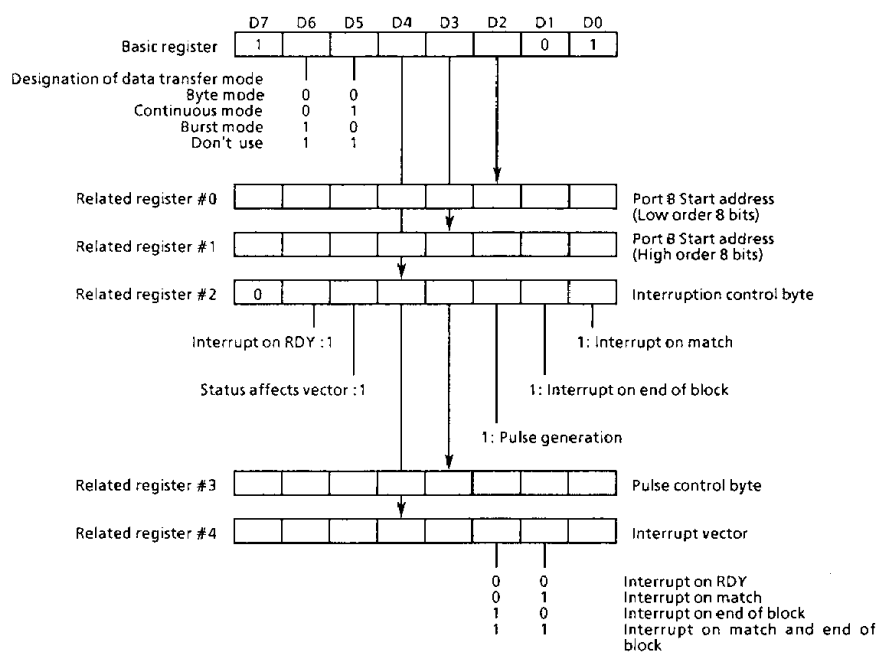 D7 D6 D5 D4 D3 D2 D1 D0
Basic register 1 0 1
Designation of data transfer mode
Byte mode 0 0
Continuous mode 0 1
Burst mode 1 0
Don't use 1 1
Related register #0 Port B Start address
(Low order 8 bits)
Related register #1 Port B Start address
(High order 8 bits)
Related register #2 0 Interruption control byte
Interrupt on RDY :1 1: Interrupt on match
Status affects vector :1 1: Interrupt on end of block
1: Pulse generation
Related register #3 Pulse control byte
Related register #4 Interrupt vector
0 0 Interrupt on RDY
0 1 Interrupt on match
1 0 Interrupt on end of block
1 1 Interrupt on match and end of
block